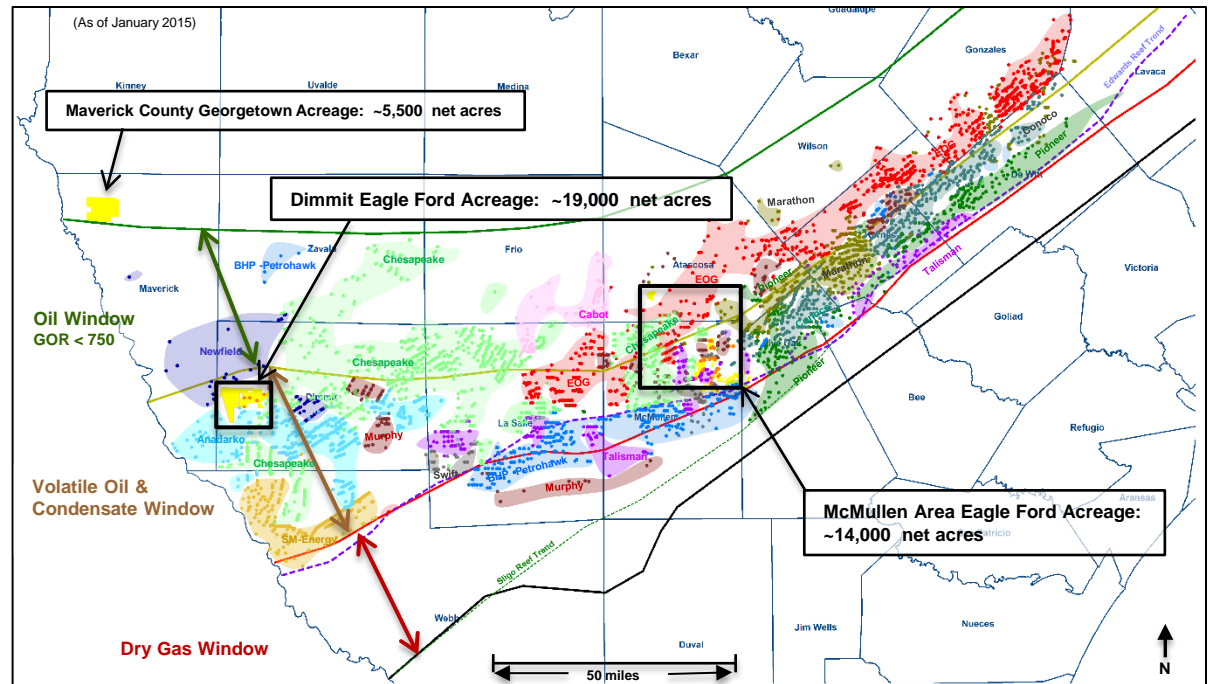 (As of January 2015)
Guadalupe
Gonzales
Bexar
Edwards Reef Trend
Lavaca
Kinney
Uvalde
Medina
Maverick County Georgetown Acreage: ~5,500 net acres
Conoco
EOG
Wilson
Pioneer
De Witt
Dimmit Eagle Ford Acreage: ~19,000 net acres
Marathon
Zavala
Frio
BHP -Petrohawk
Chesapeake
Atascosa
EOG
Karnes
Talisman
Victoria
Maverick
Pioneer
Marathon
Oil Window
GOR < 750
Cabot
Goliad
Newfield
Chesapeake
Chesapeake
EOG
Pioneer
Dimmit
Bee
La Salle
McMullen
Anadarko
Murphy
Refugio
Chesapeake
Swift
BHP -Petrohawk
Talisman
Murphy
Volatile Oil &
Condensate Window
McMullen Area Eagle Ford Acreage:
~14,000 net acres
Aransas
SM-Energy
Sligo Reef Trend
Webb
Dry Gas Window
Duval
Jim Wells
Nueces
50 miles
N